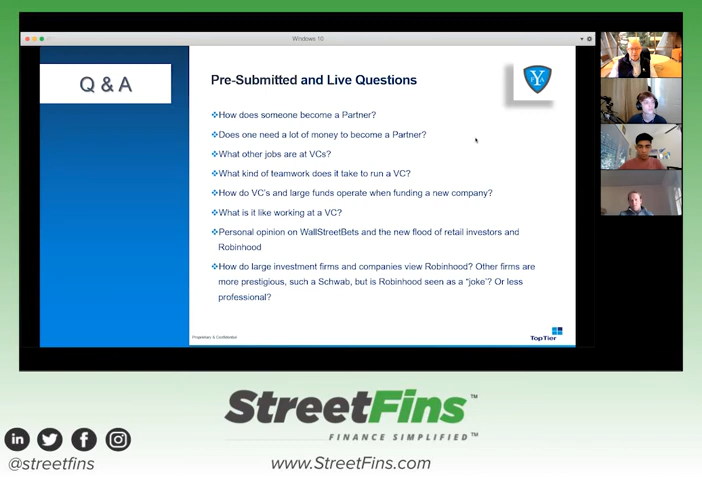 Windows 10
Q & A
Pre-Submitted and Live Questions
YPA
How does someone become a Partner?
Does one need a lot of money to become a Partner?
What other jobs are at VCs?
What kind of teamwork does it take to run a VC?
How do VC's and large funds operate when funding a new company?
What is it like working at a VC?
Personal opinion on WallStreetBets and the new flood of retail investors and
Robinhood
How do large investment firms and companies view Robinhood? Other firms are
more prestigious, such a Schwab, but is Robinhood seen as a "joke'? Or less
professional?
Proprietary & Confidential
TopTier
StreetFins™
FINANCE SIMPLIFIED™
in f
@streetfins
www.StreetFins.com